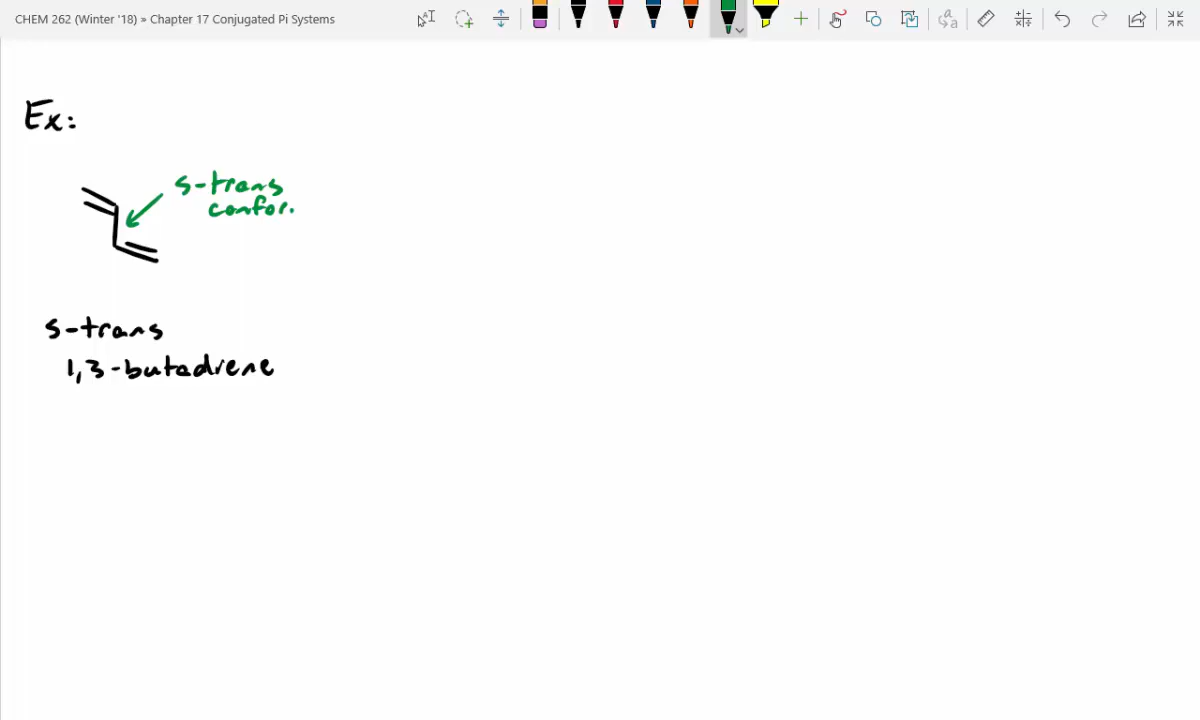 CHEM 262 (Winter '18) » Chapter 17 Conjugated Pi Systems
Ex:
s-trans
confor.
s-trans
1,3-butadiene